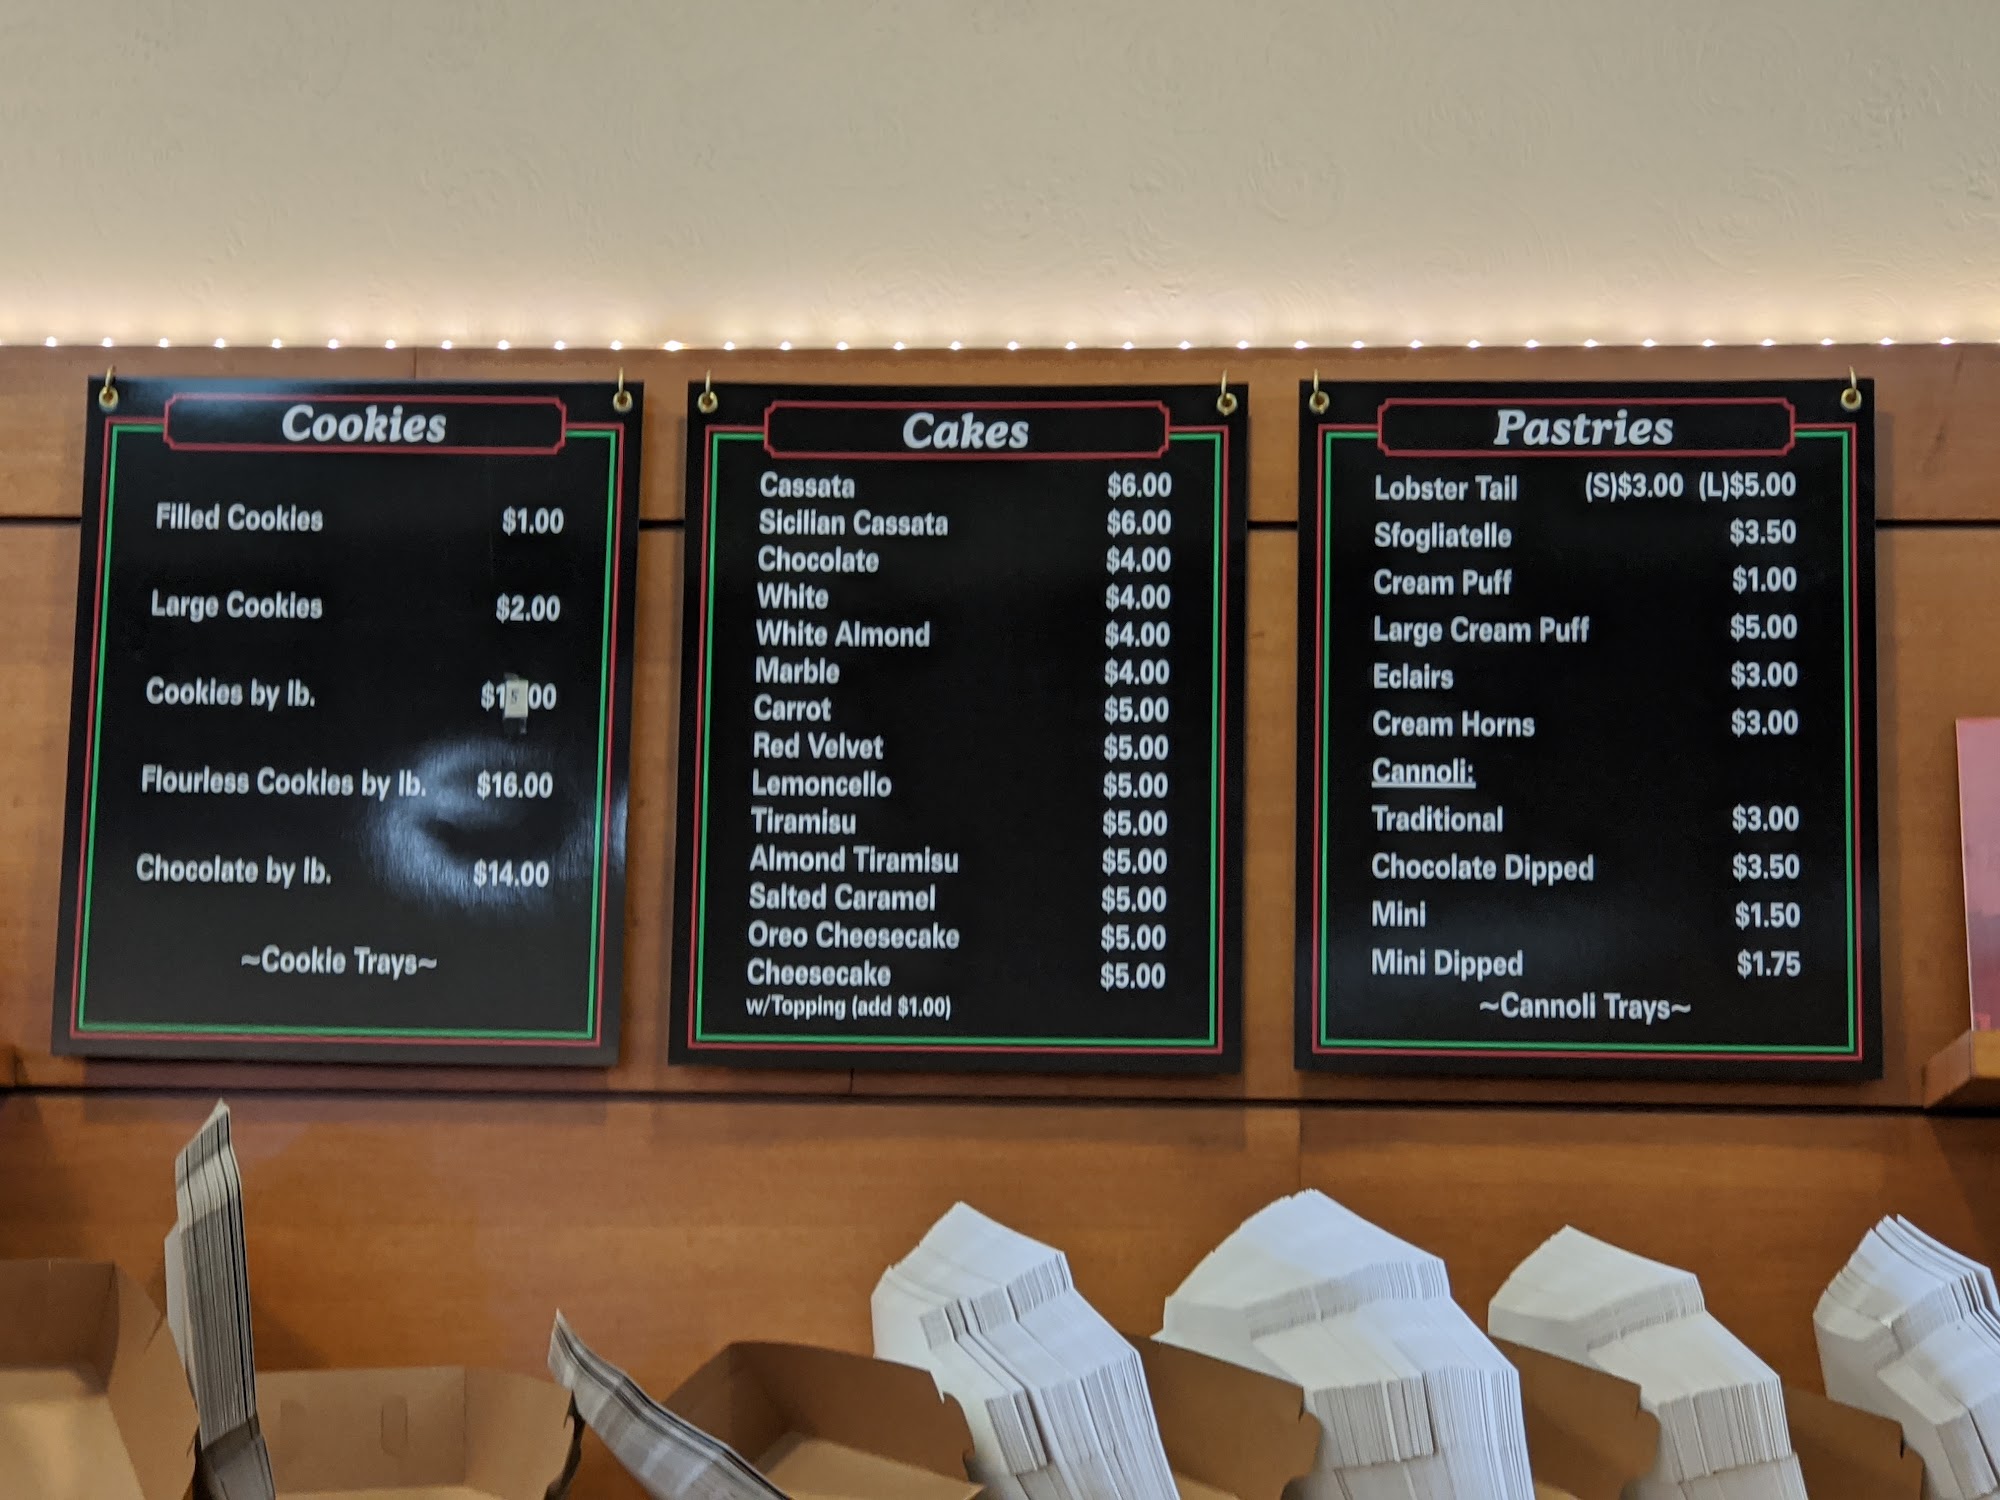 Cookies
Filled Cookies $1.00
Large Cookies $2.00
Cookies by lb. $15.00
Flourless Cookies by lb. $16.00
Chocolate by lb. $14.00
~Cookie Trays~
Cakes
Cassata $6.00
Sicilian Cassata $6.00
Chocolate $4.00
White $4.00
White Almond $4.00
Marble $4.00
Carrot $5.00
Red Velvet $5.00
Lemoncello $5.00
Tiramisu $5.00
Almond Tiramisu $5.00
Salted Caramel $5.00
Oreo Cheesecake $5.00
Cheesecake $5.00
w/Topping (add $1.00)
Pastries
Lobster Tail (S)$3.00 (L)$5.00
Sfogliatelle $3.50
Cream Puff $1.00
Large Cream Puff $5.00
Eclairs $3.00
Cream Horns $3.00
Cannoli:
Traditional $3.00
Chocolate Dipped $3.50
Mini $1.50
Mini Dipped $1.75
~Cannoli Trays~